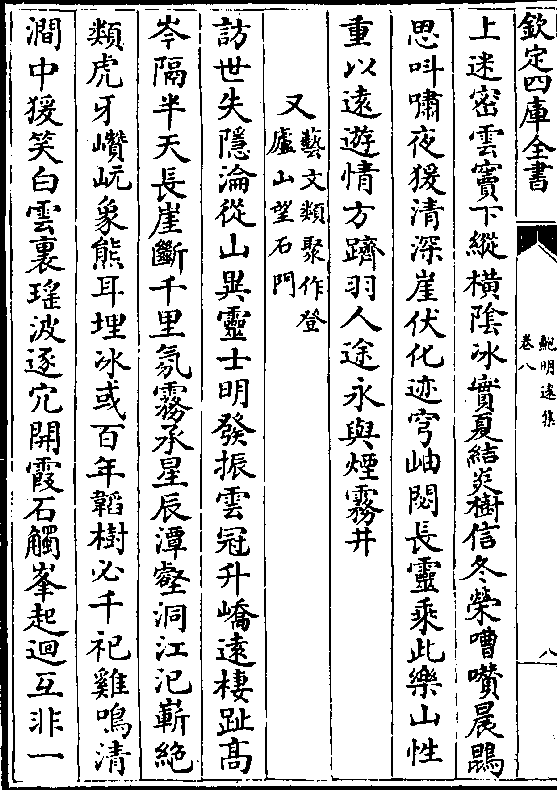 欽定四庫全書
鮑明遠集
卷八
八
上迷密雲竇下縱橫陰冰實夏結炎樹信冬榮嘈囋晨鵾
思呌嘯夜猨清深崖伏化迹穹岫閟長靈乘此樂山性
重以遠遊情方躋羽人途永與煙霧井
又
藝文類聚作登
廬山望石門
訪世失隱淪從山異靈士明發振雲冠升嶠遠棲趾髙
岑隔半天長崖斷千里氛霧承星辰潭壑洞江汜嶄絶
類虎牙巑岏象熊耳埋冰或百年韜樹必千祀雞鳴清
澗中猨笑白雲裏瑤波逐穴開霞石觸峯起迴互非一